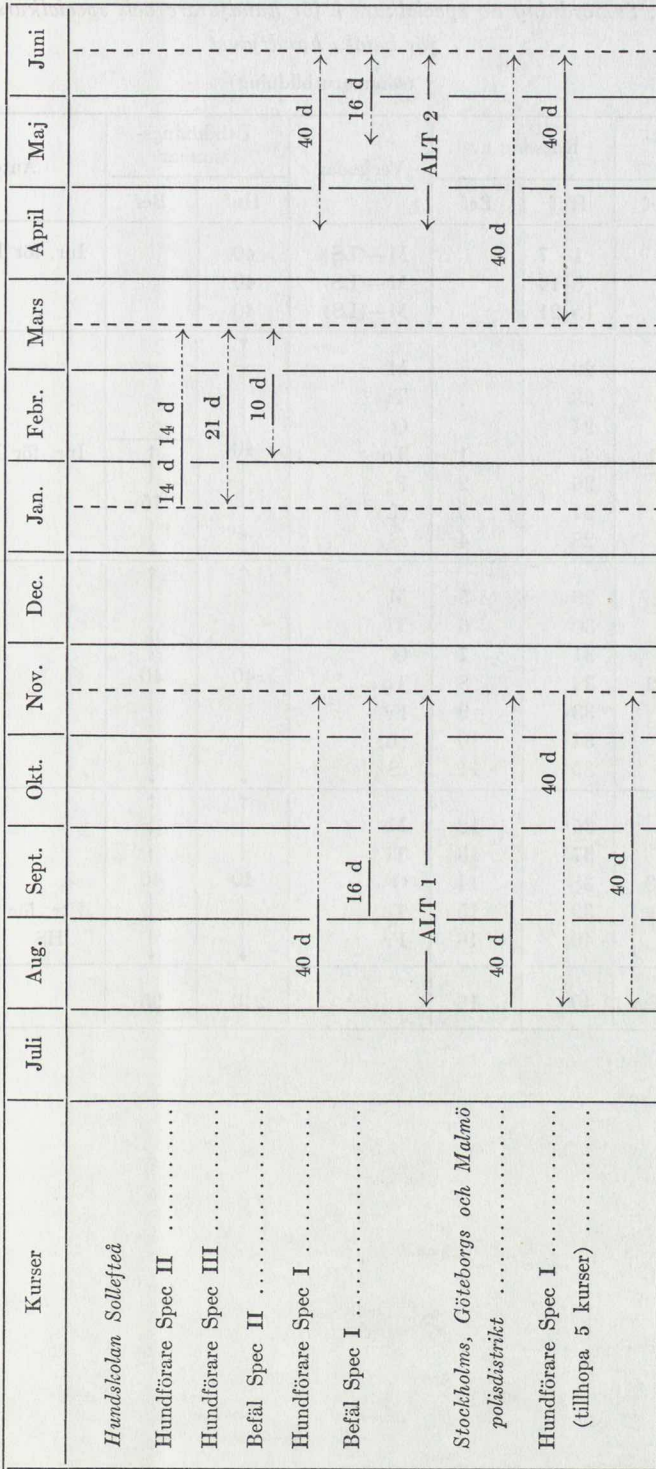 Kurser Juli Aug. Sept. Okt. Nov. Dec. Jan. Febr. Mars April Maj Juni
Hundskolan Sollefteå
Hundförare Spec II ............ 14 d 14 d
Hundförare Spec III ............ 21 d
Befäl Spec II ............ 10 d
Hundförare Spec I ............ 40 d 40 d
Befäl Spec I ............ 16 d 16 d
ALT 1 ALT 2
Stockholms, Göteborgs och Malmö
polisdistrikt ............ 40 d 40 d
Hundförare Spec I ............ 40 d 40 d
(tillhopa 5 kurser) ............ 40 d